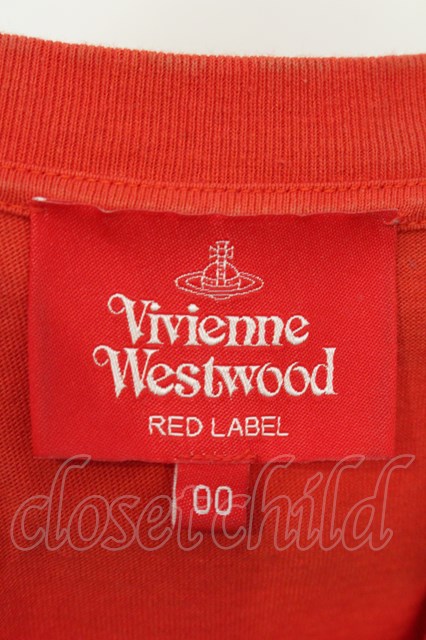 Vivienne
Westwood
RED LABEL
00
closet child